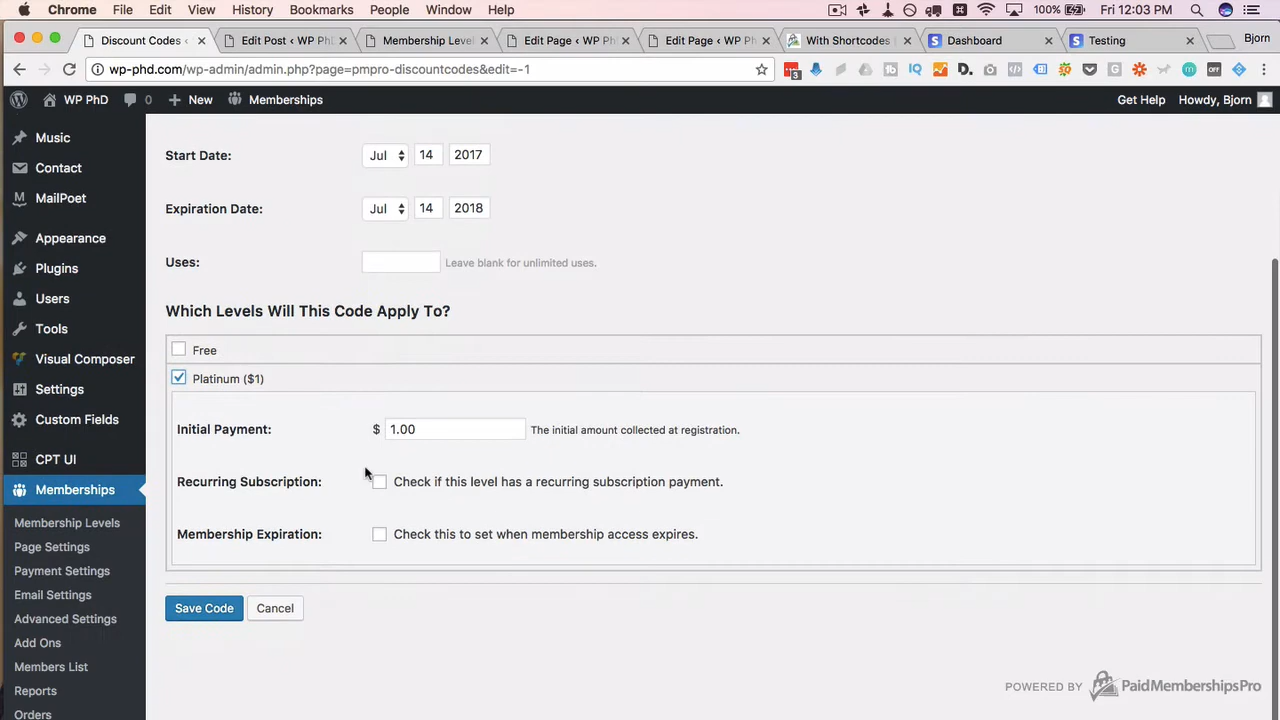 Chrome File Edit View History Bookmarks People Window Help 100% Fri 12:03 PM
Discount Codes ‹ Edit Post ‹ WP PhD Membership Leve Edit Page ‹ WP Ph Edit Page ‹ WP Ph With Shortcodes Dashboard Testing Bjorn
wp-phd.com/wp-admin/admin.php?page=pmpro-discountcodes&edit=-1
WP PhD 0 New Memberships Get Help Howdy, Bjorn
Music
Contact
MailPoet
Appearance
Plugins
Users
Tools
Visual Composer
Settings
Custom Fields
CPT UI
Memberships
Membership Levels
Page Settings
Payment Settings
Email Settings
Advanced Settings
Add Ons
Members List
Reports
Orders
Start Date: Jul 14 2017
Expiration Date: Jul 14 2018
Uses: Leave blank for unlimited uses.
Which Levels Will This Code Apply To?
Free
Platinum ($1)
Initial Payment: $ 1.00 The initial amount collected at registration.
Recurring Subscription: Check if this level has a recurring subscription payment.
Membership Expiration: Check this to set when membership access expires.
Save Code Cancel
POWERED BY PaidMembershipsPro